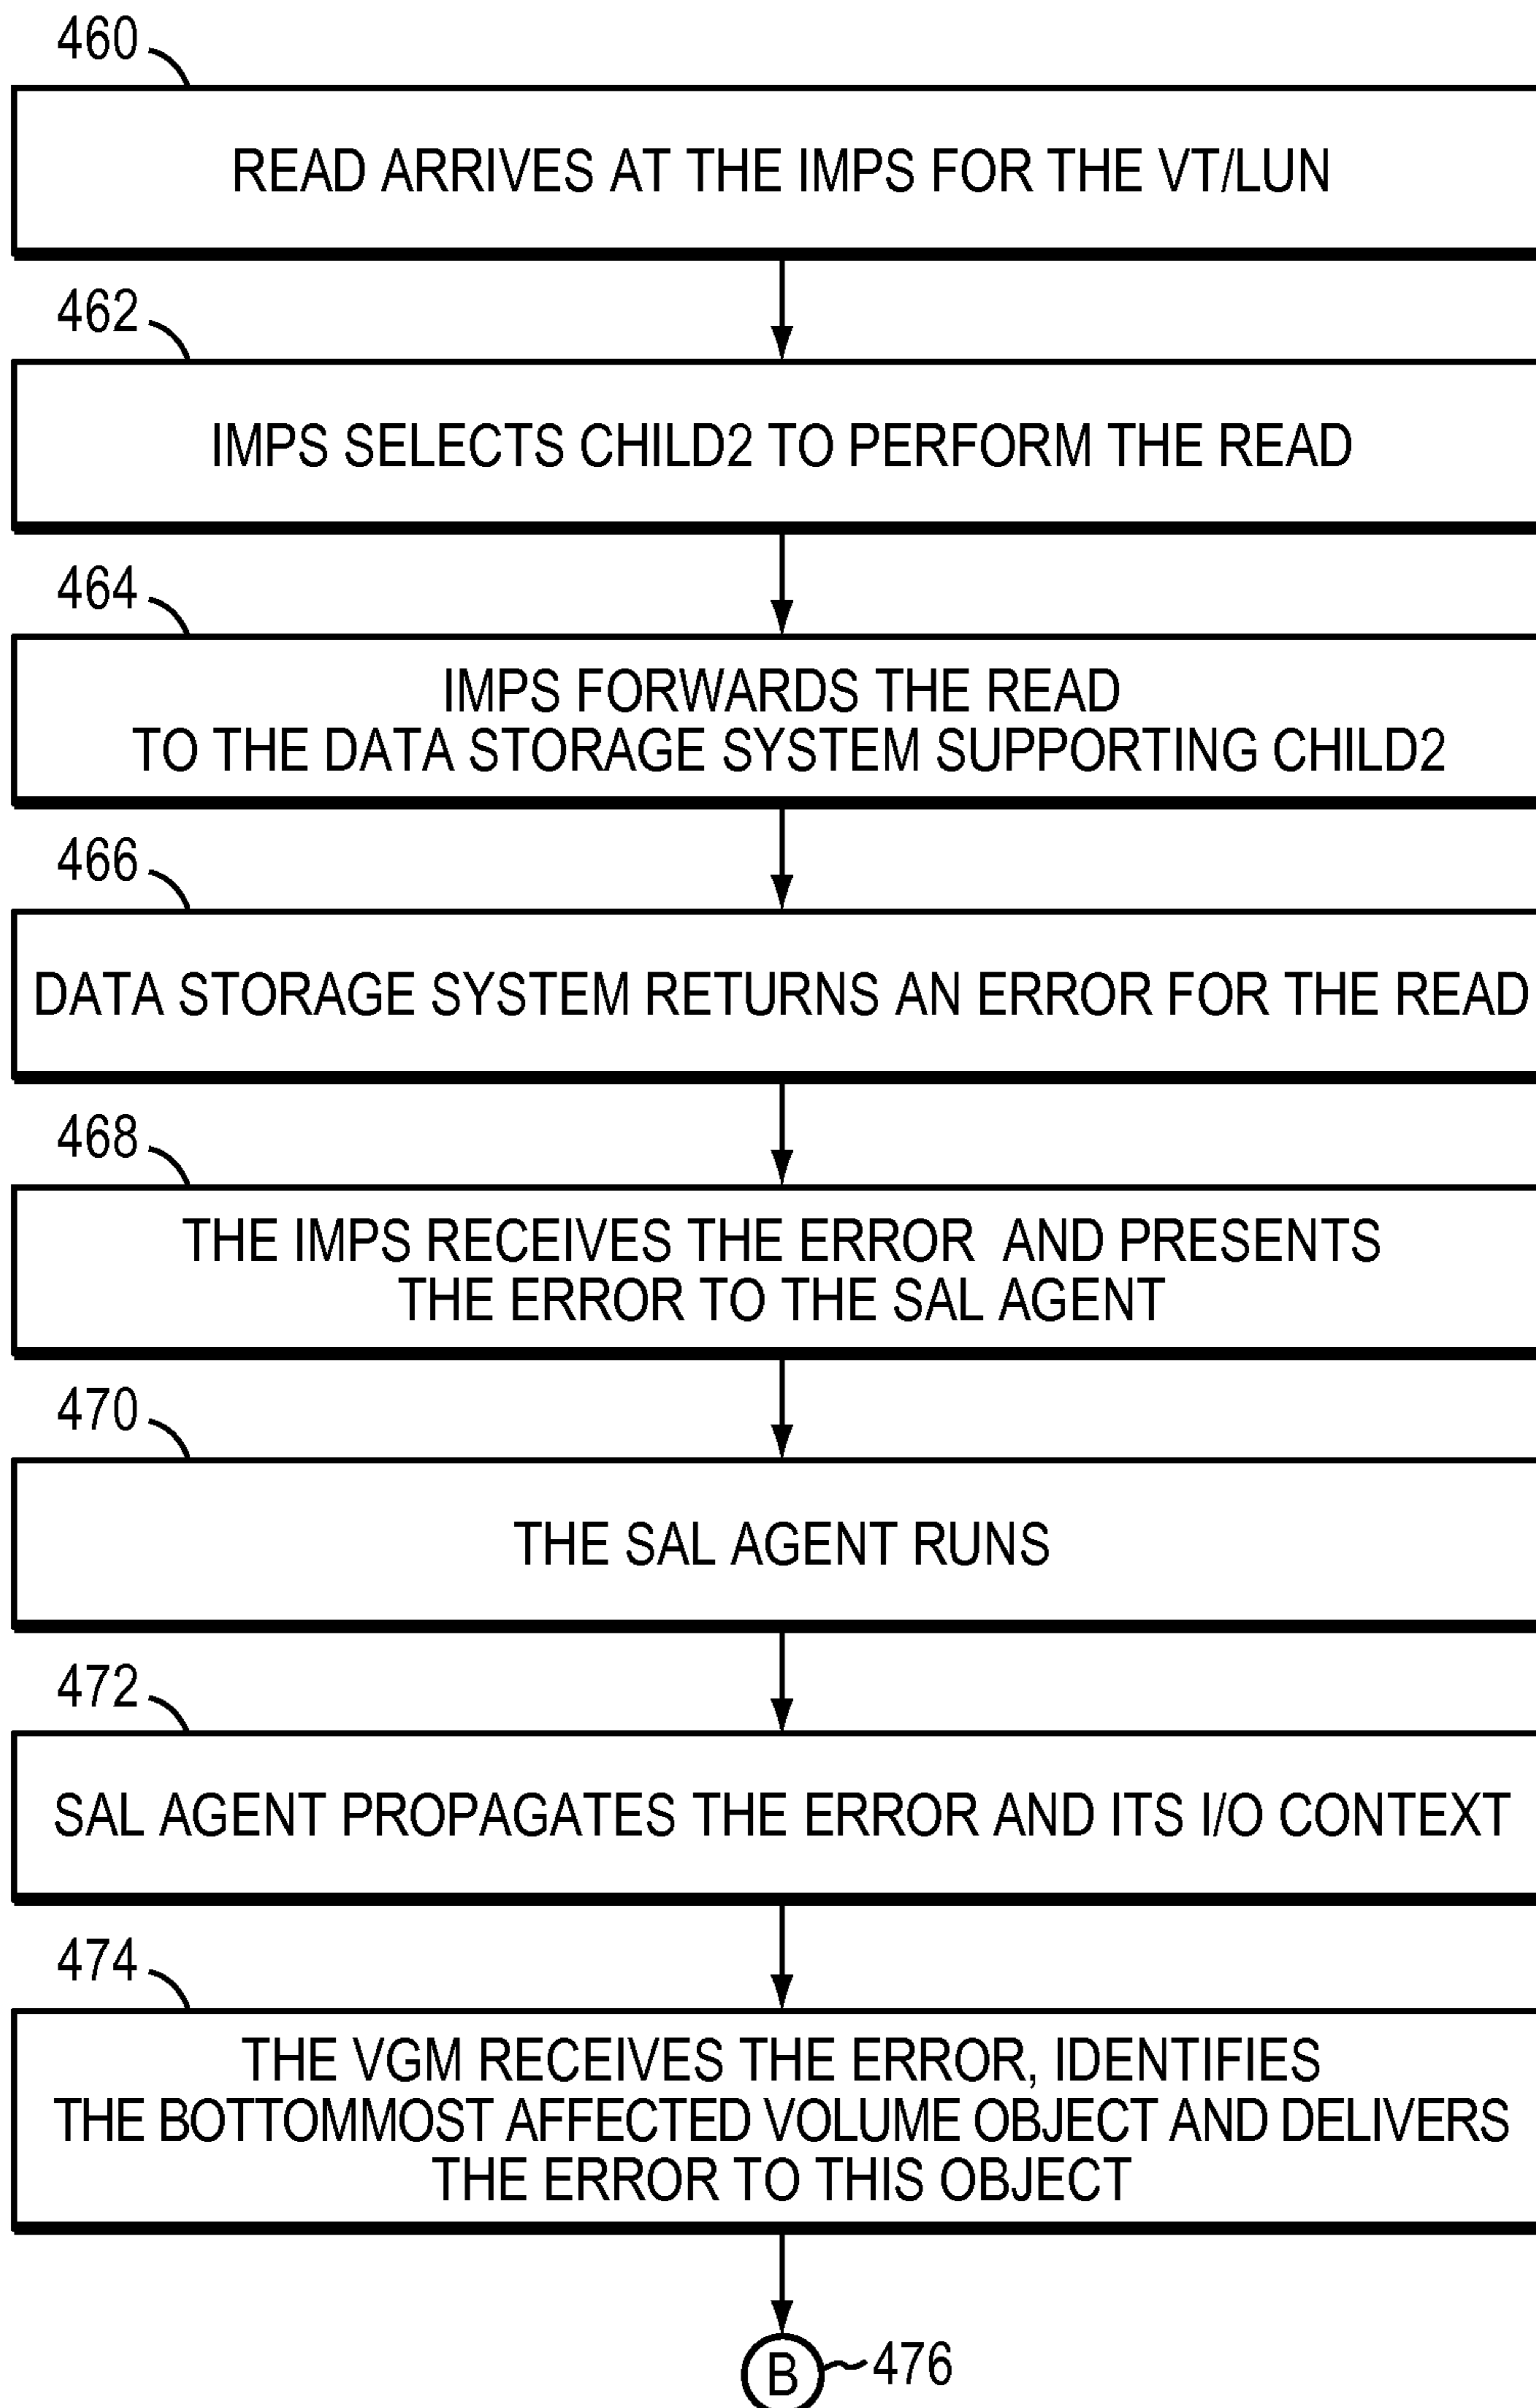 460
READ ARRIVES AT THE IMPS FOR THE VT/LUN
462
IMPS SELECTS CHILD2 TO PERFORM THE READ
464
IMPS FORWARDS THE READ
TO THE DATA STORAGE SYSTEM SUPPORTING CHILD2
466
DATA STORAGE SYSTEM RETURNS AN ERROR FOR THE READ
468
THE IMPS RECEIVES THE ERROR AND PRESENTS
THE ERROR TO THE SAL AGENT
470
THE SAL AGENT RUNS
472
SAL AGENT PROPAGATES THE ERROR AND ITS I/O CONTEXT
474
THE VGM RECEIVES THE ERROR, IDENTIFIES
THE BOTTOMMOST AFFECTED VOLUME OBJECT AND DELIVERS
THE ERROR TO THIS OBJECT
B 476